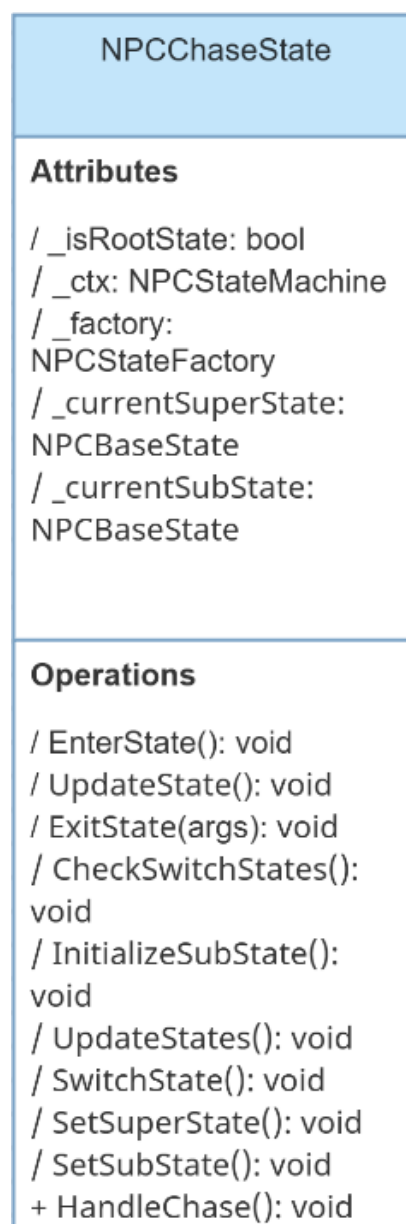 NPCChaseState
Attributes
/ _isRootState: bool
/ _ctx: NPCStateMachine
/ _factory:
NPCStateFactory
/ _currentSuperState:
NPCBaseState
/ _currentSubState:
NPCBaseState
Operations
/ EnterState(): void
/ UpdateState(): void
/ ExitState(args): void
/ CheckSwitchStates():
void
/ InitializeSubState():
void
/ UpdateStates(): void
/ SwitchState(): void
/ SetSuperState(): void
/ SetSubState(): void
+ HandleChase(): void